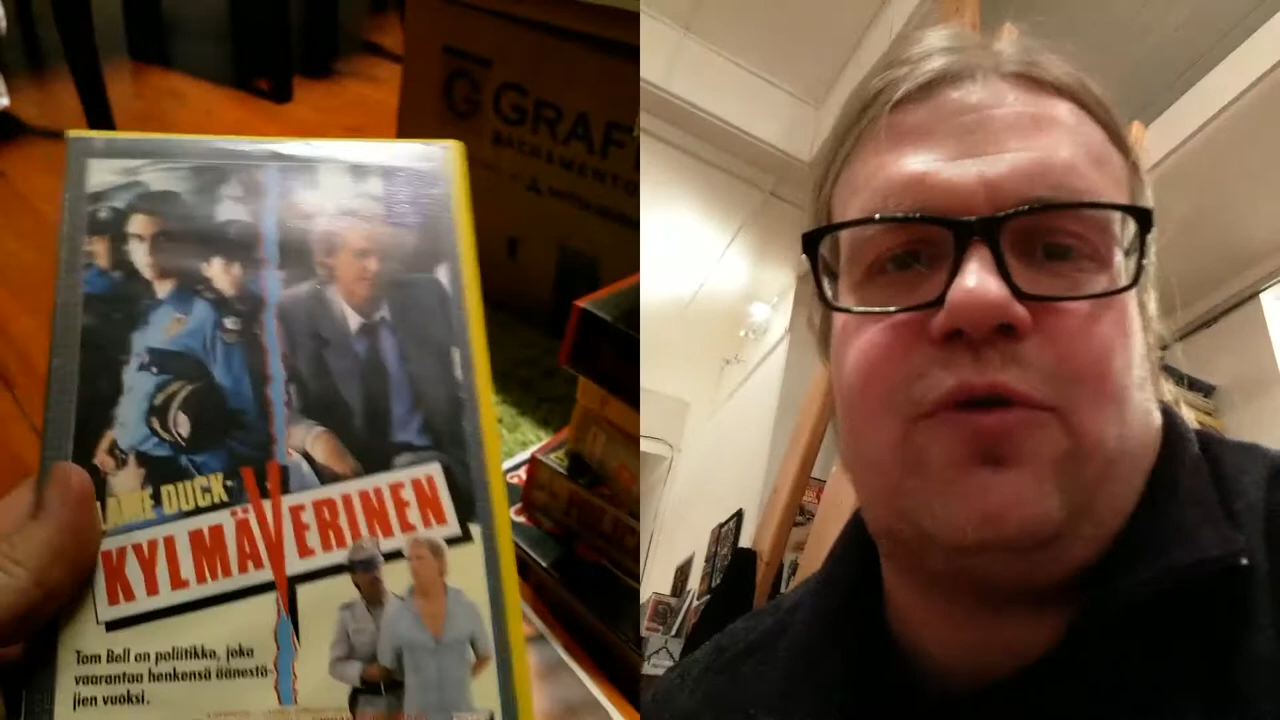 GRAF
SACRAMENTO
LAME DUCK
KYLMÄVERINEN
Tom Bell on poliitikko, joka
vaarantaa henkensä äänestä-
jien vuoksi.